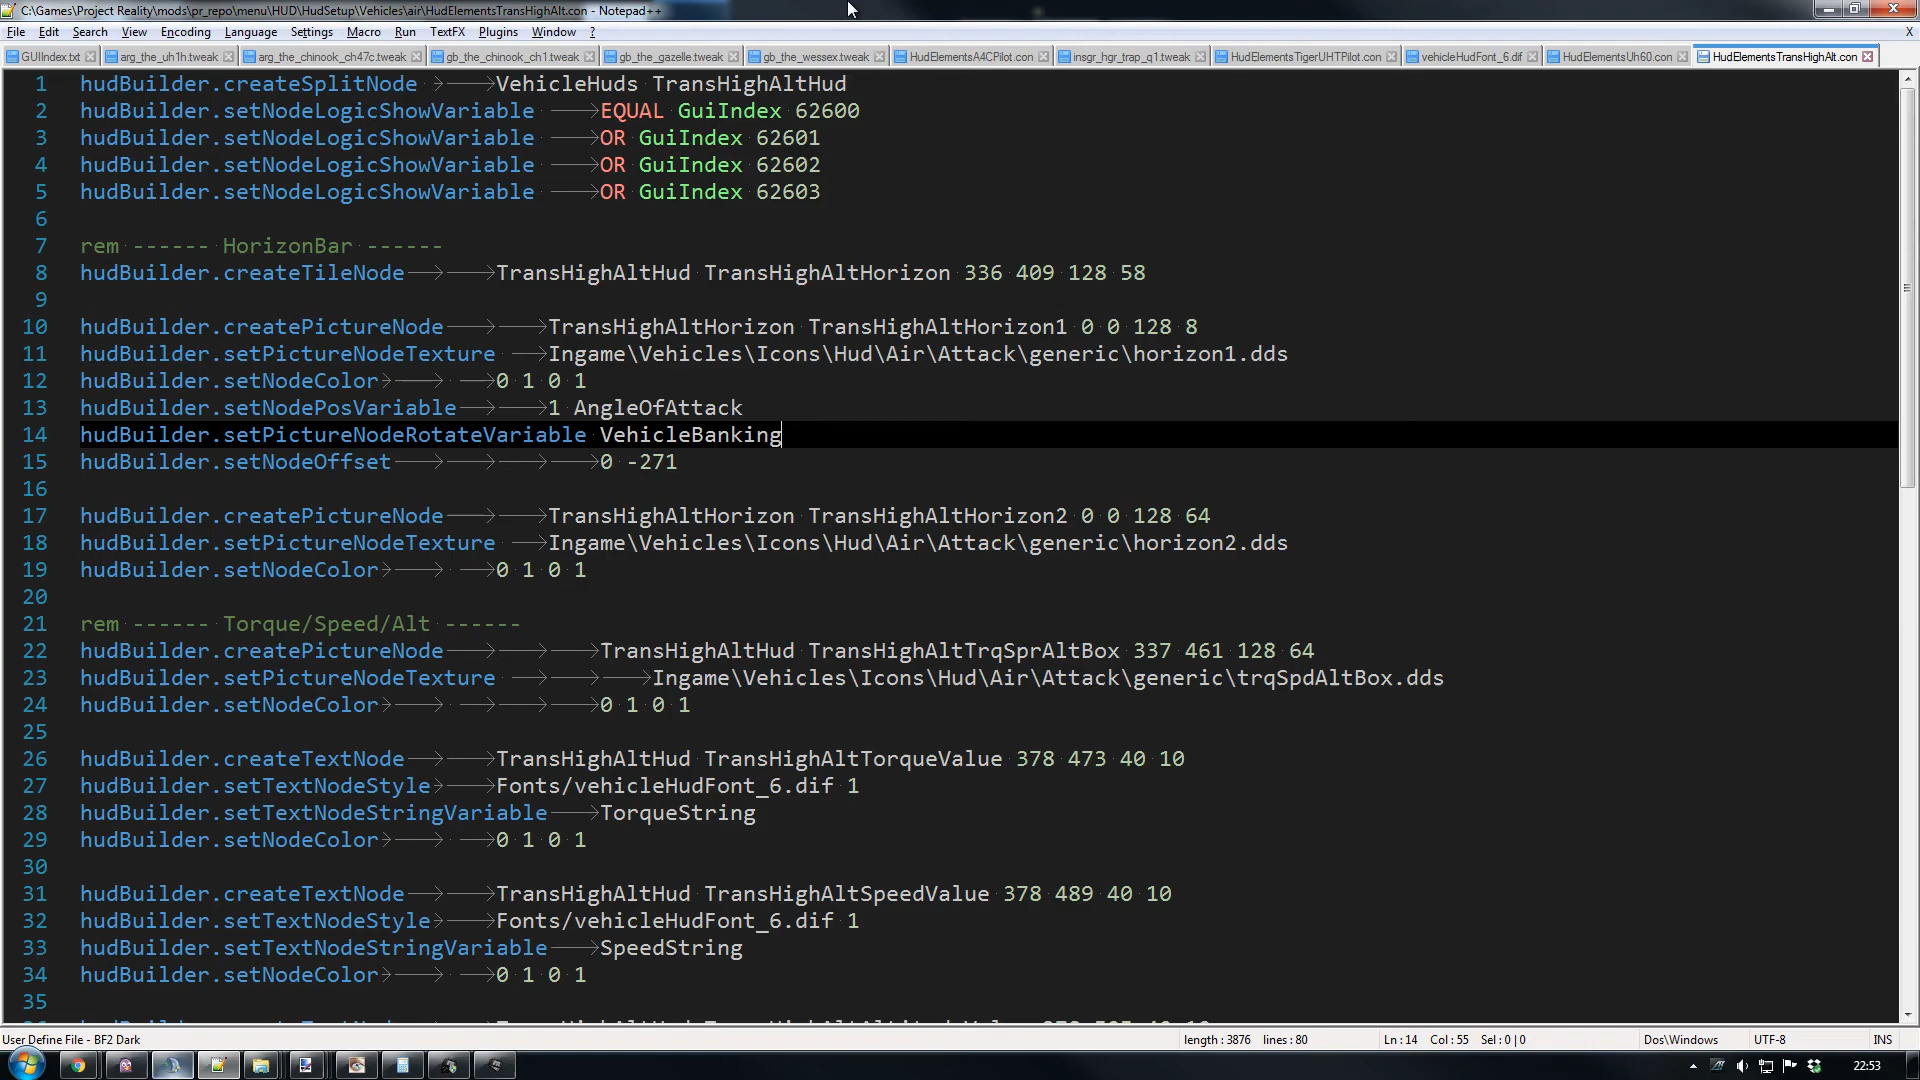 C:\Games\Project Reality\mods\pr_repo\menu\HUD\HudSetup\Vehicles\air\HudElementsTransHighAlt.con - Notepad++
File Edit Search View Encoding Language Settings Macro Run TextFX Plugins Window ? X
GUIIndex.txt arg_the_uh1h.tweak arg_the_chinook_ch47c.tweak gb_the_chinook_ch1.tweak gb_the_gazelle.tweak gb_the_wessex.tweak HudElementsA4CPilot.con insgr_hgr_trap_q1.tweak HudElementsTigerUHTPilot.con vehicleHudFont_6.dif HudElementsUh60.con HudElementsTransHighAlt.con
1 hudBuilder.createSplitNode VehicleHuds TransHighAltHud
2 hudBuilder.setNodeLogicShowVariable EQUAL GuiIndex 62600
3 hudBuilder.setNodeLogicShowVariable OR GuiIndex 62601
4 hudBuilder.setNodeLogicShowVariable OR GuiIndex 62602
5 hudBuilder.setNodeLogicShowVariable OR GuiIndex 62603
6
7 rem ------ HorizonBar ------
8 hudBuilder.createTileNode TransHighAltHud TransHighAltHorizon 336 409 128 58
9
10 hudBuilder.createPictureNode TransHighAltHorizon TransHighAltHorizon1 0 0 128 8
11 hudBuilder.setPictureNodeTexture Ingame\Vehicles\Icons\Hud\Air\Attack\generic\horizon1.dds
12 hudBuilder.setNodeColor 0 1 0 1
13 hudBuilder.setNodePosVariable 1 AngleOfAttack
14 hudBuilder.setPictureNodeRotateVariable VehicleBanking
15 hudBuilder.setNodeOffset 0 -271
16
17 hudBuilder.createPictureNode TransHighAltHorizon TransHighAltHorizon2 0 0 128 64
18 hudBuilder.setPictureNodeTexture Ingame\Vehicles\Icons\Hud\Air\Attack\generic\horizon2.dds
19 hudBuilder.setNodeColor 0 1 0 1
20
21 rem ------ Torque/Speed/Alt ------
22 hudBuilder.createPictureNode TransHighAltHud TransHighAltTrqSprAltBox 337 461 128 64
23 hudBuilder.setPictureNodeTexture Ingame\Vehicles\Icons\Hud\Air\Attack\generic\trqSpdAltBox.dds
24 hudBuilder.setNodeColor 0 1 0 1
25
26 hudBuilder.createTextNode TransHighAltHud TransHighAltTorqueValue 378 473 40 10
27 hudBuilder.setTextNodeStyle Fonts/vehicleHudFont_6.dif 1
28 hudBuilder.setTextNodeStringVariable TorqueString
29 hudBuilder.setNodeColor 0 1 0 1
30
31 hudBuilder.createTextNode TransHighAltHud TransHighAltSpeedValue 378 489 40 10
32 hudBuilder.setTextNodeStyle Fonts/vehicleHudFont_6.dif 1
33 hudBuilder.setTextNodeStringVariable SpeedString
34 hudBuilder.setNodeColor 0 1 0 1
35
User Define File - BF2 Dark length : 3876 lines : 80 Ln : 14 Col : 55 Sel : 0 | 0 Dos\Windows UTF-8 INS
22:53